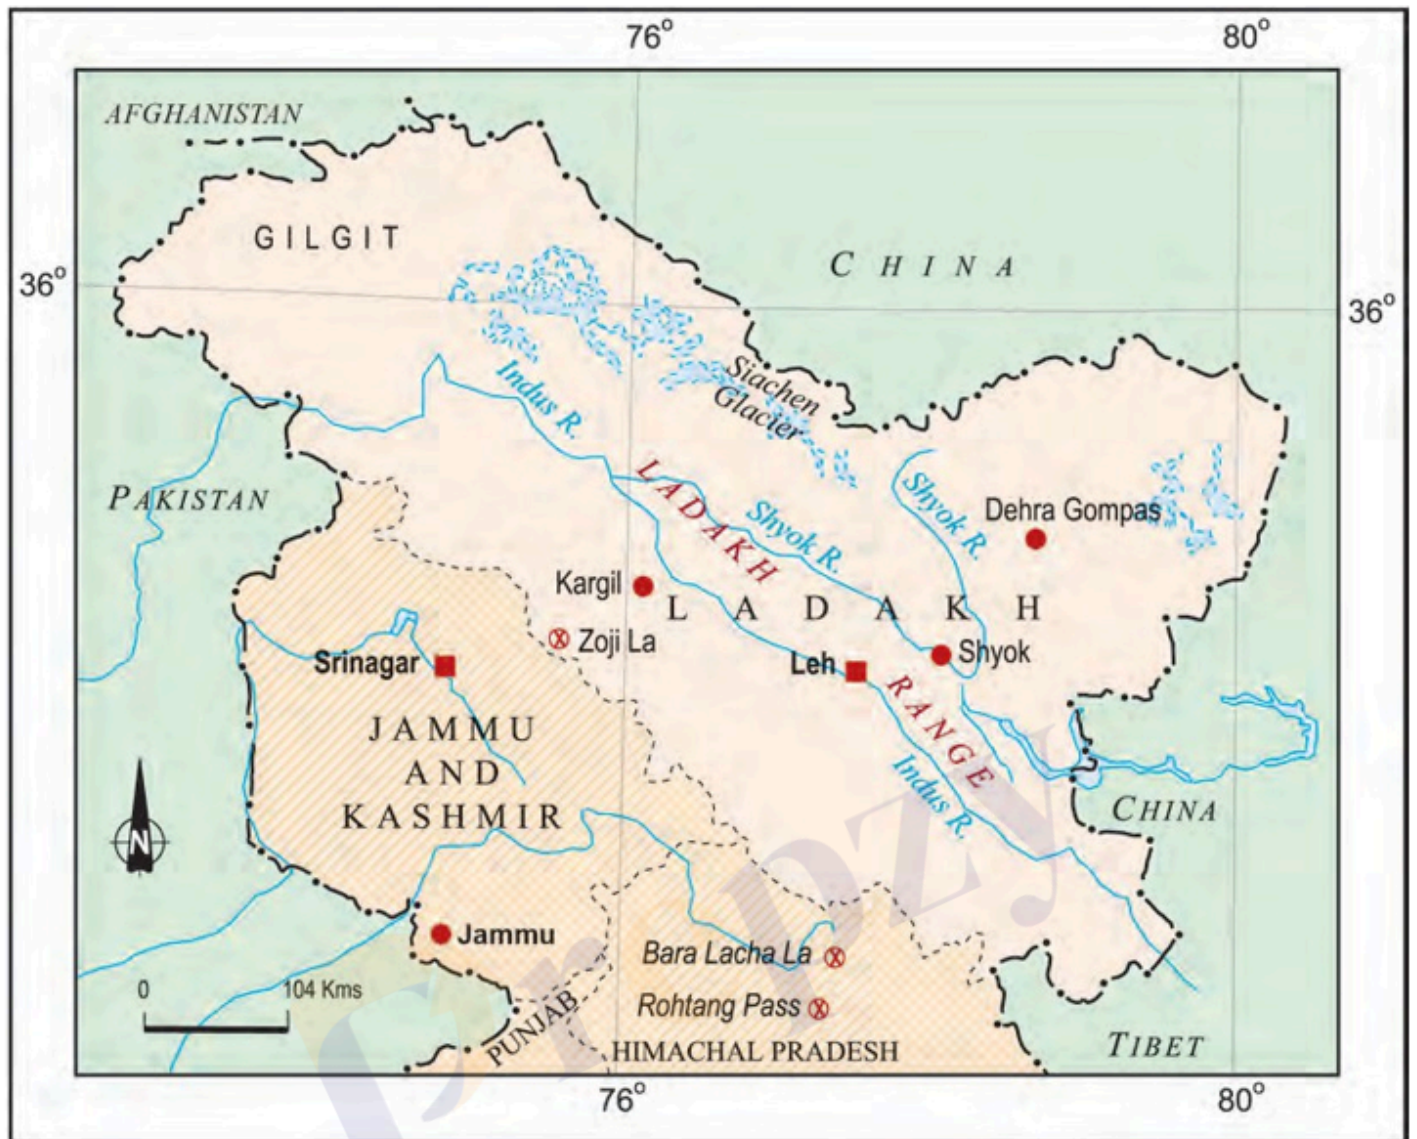 76°
80°
AFGHANISTAN
GILGIT
CHINA
36°
36°
Indus R.
Siachen
Glacier
PAKISTAN
LADAKH
Shyok R.
Shyok R.
Dehra Gompas
Kargil
LADAKH
Zoji La
Srinagar
Leh
Shyok
RANGE
JAMMU
AND
KASHMIR
Indus R.
CHINA
N
Jammu
Bara Lacha La
0
104 Kms
Rohtang Pass
PUNJAB
HIMACHAL PRADESH
TIBET
76°
80°